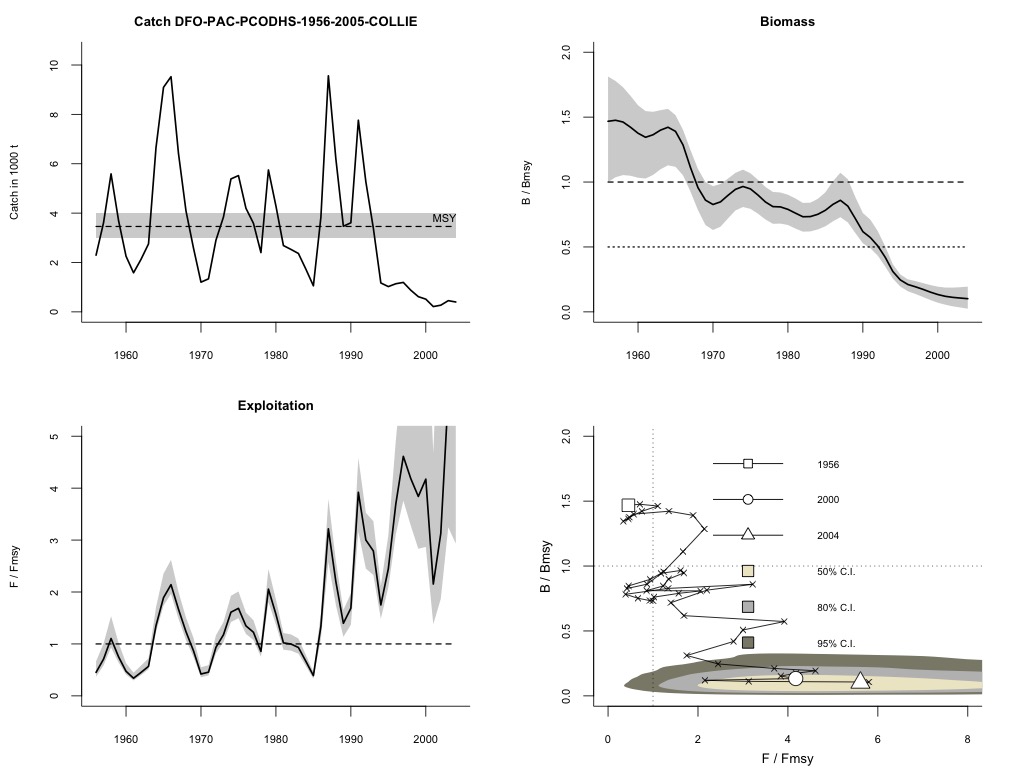 Catch DFO-PAC-PCODHS-1956-2005-COLLIE
Catch in 1000 t
0 2 4 6 8 10
MSY
1960 1970 1980 1990 2000
Biomass
B / Bmsy
0.0 0.5 1.0 1.5 2.0
1960 1970 1980 1990 2000
Exploitation
F / Fmsy
0 1 2 3 4 5
1960 1970 1980 1990 2000
B / Bmsy
0.0 0.5 1.0 1.5 2.0
1956
2000
2004
50% C.I.
80% C.I.
95% C.I.
0 2 4 6 8
F / Fmsy